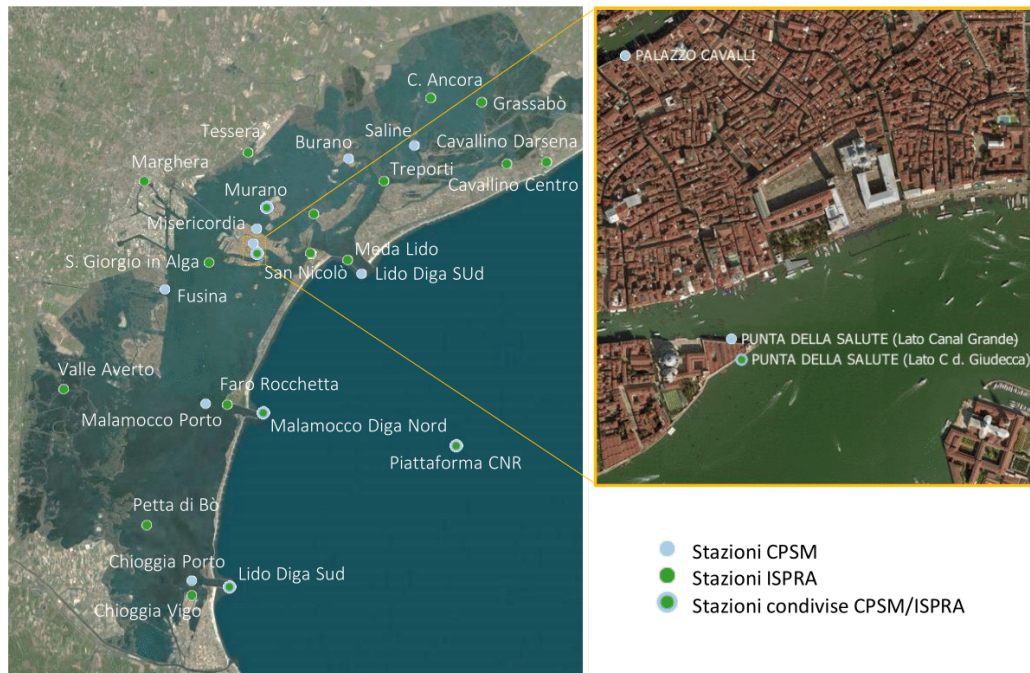 C. Ancora
Grassabò
Tessera
Burano
Saline
Cavallino Darsena
Marghera
Treporti
Cavallino Centro
Murano
Misericordia
S. Giorgio in Alga
San Nicolò
Meda Lido
Lido Diga SUd
Fusina
Valle Averto
Faro Rocchetta
Malamocco Porto
Malamocco Diga Nord
Piattaforma CNR
Petta di Bò
Chioggia Porto
Lido Diga Sud
Chioggia Vigo
PALAZZO CAVALLI
PUNTA DELLA SALUTE (Lato Canal Grande)
PUNTA DELLA SALUTE (Lato C d. Giudecca)
Stazioni CPSM
Stazioni ISPRA
Stazioni condivise CPSM/ISPRA